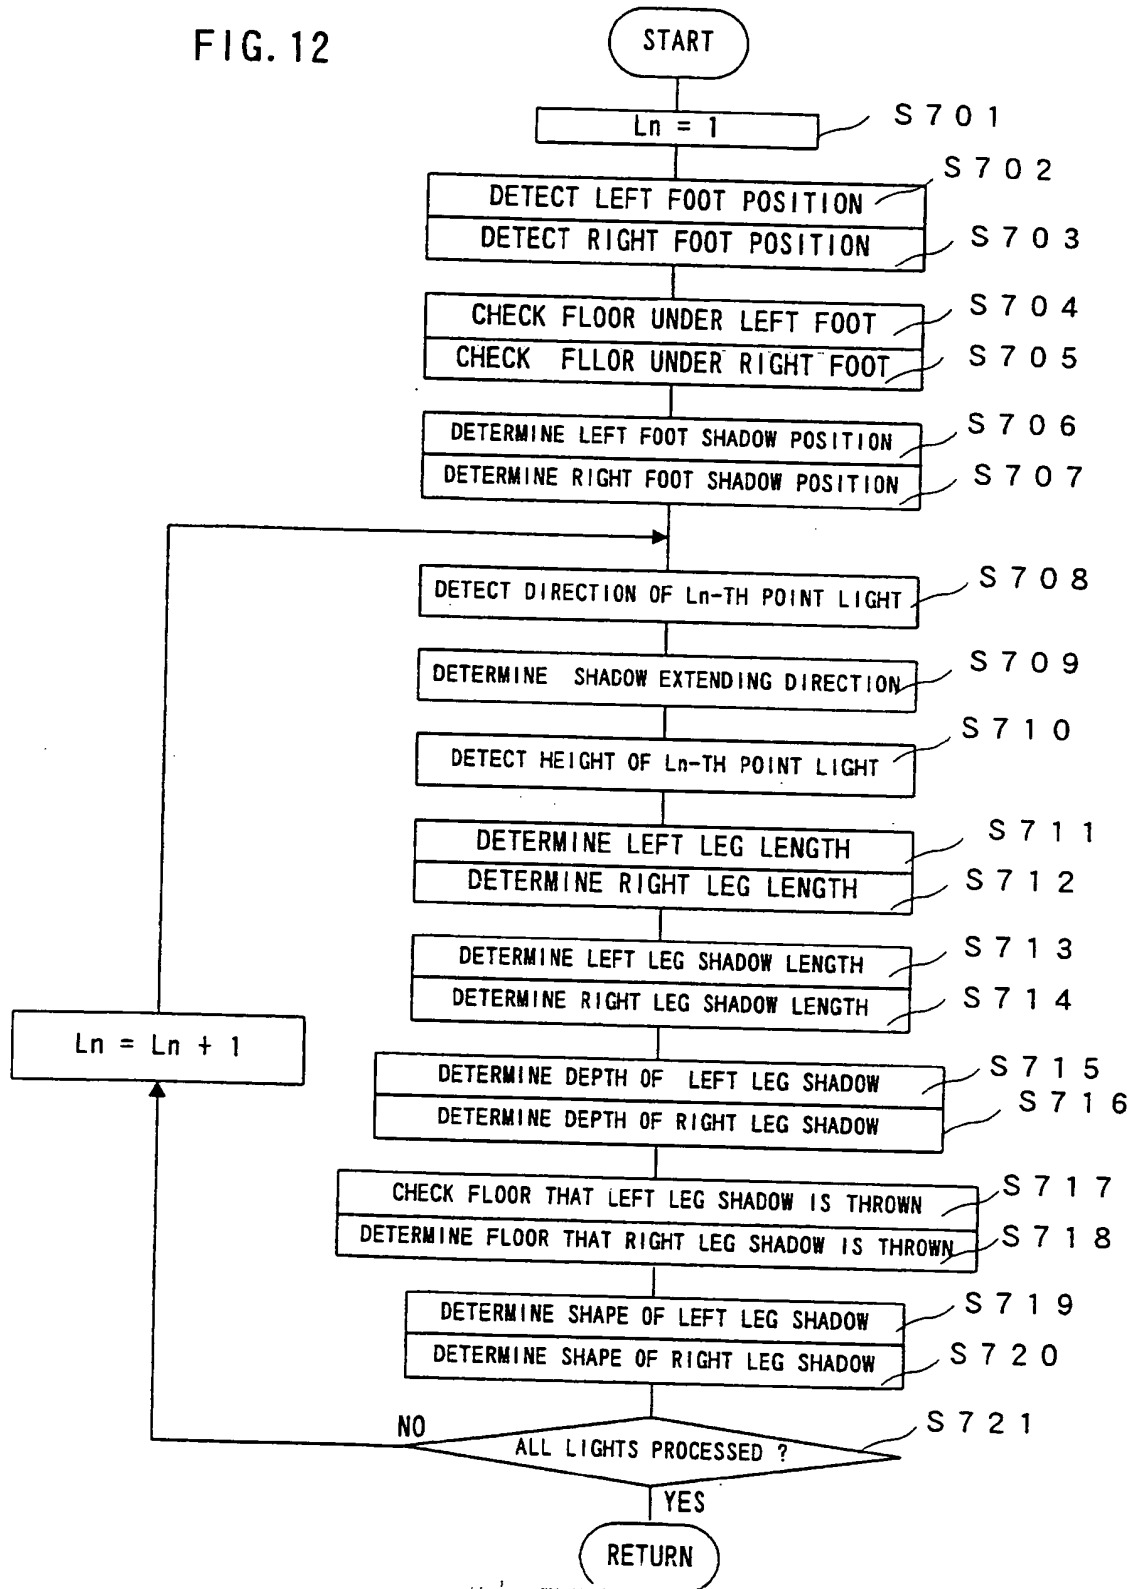 FIG. 12
START
Ln = 1
S701
DETECT LEFT FOOT POSITION
S702
DETECT RIGHT FOOT POSITION
S703
CHECK FLOOR UNDER LEFT FOOT
S704
CHECK FLLOR UNDER RIGHT FOOT
S705
DETERMINE LEFT FOOT SHADOW POSITION
S706
DETERMINE RIGHT FOOT SHADOW POSITION
S707
DETECT DIRECTION OF Ln-TH POINT LIGHT
S708
DETERMINE SHADOW EXTENDING DIRECTION
S709
DETECT HEIGHT OF Ln-TH POINT LIGHT
S710
DETERMINE LEFT LEG LENGTH
S711
DETERMINE RIGHT LEG LENGTH
S712
DETERMINE LEFT LEG SHADOW LENGTH
S713
DETERMINE RIGHT LEG SHADOW LENGTH
S714
Ln = Ln + 1
DETERMINE DEPTH OF LEFT LEG SHADOW
S715
DETERMINE DEPTH OF RIGHT LEG SHADOW
S716
CHECK FLOOR THAT LEFT LEG SHADOW IS THROWN
S717
DETERMINE FLOOR THAT RIGHT LEG SHADOW IS THROWN
S718
DETERMINE SHAPE OF LEFT LEG SHADOW
S719
DETERMINE SHAPE OF RIGHT LEG SHADOW
S720
ALL LIGHTS PROCESSED ?
S721
NO
YES
RETURN